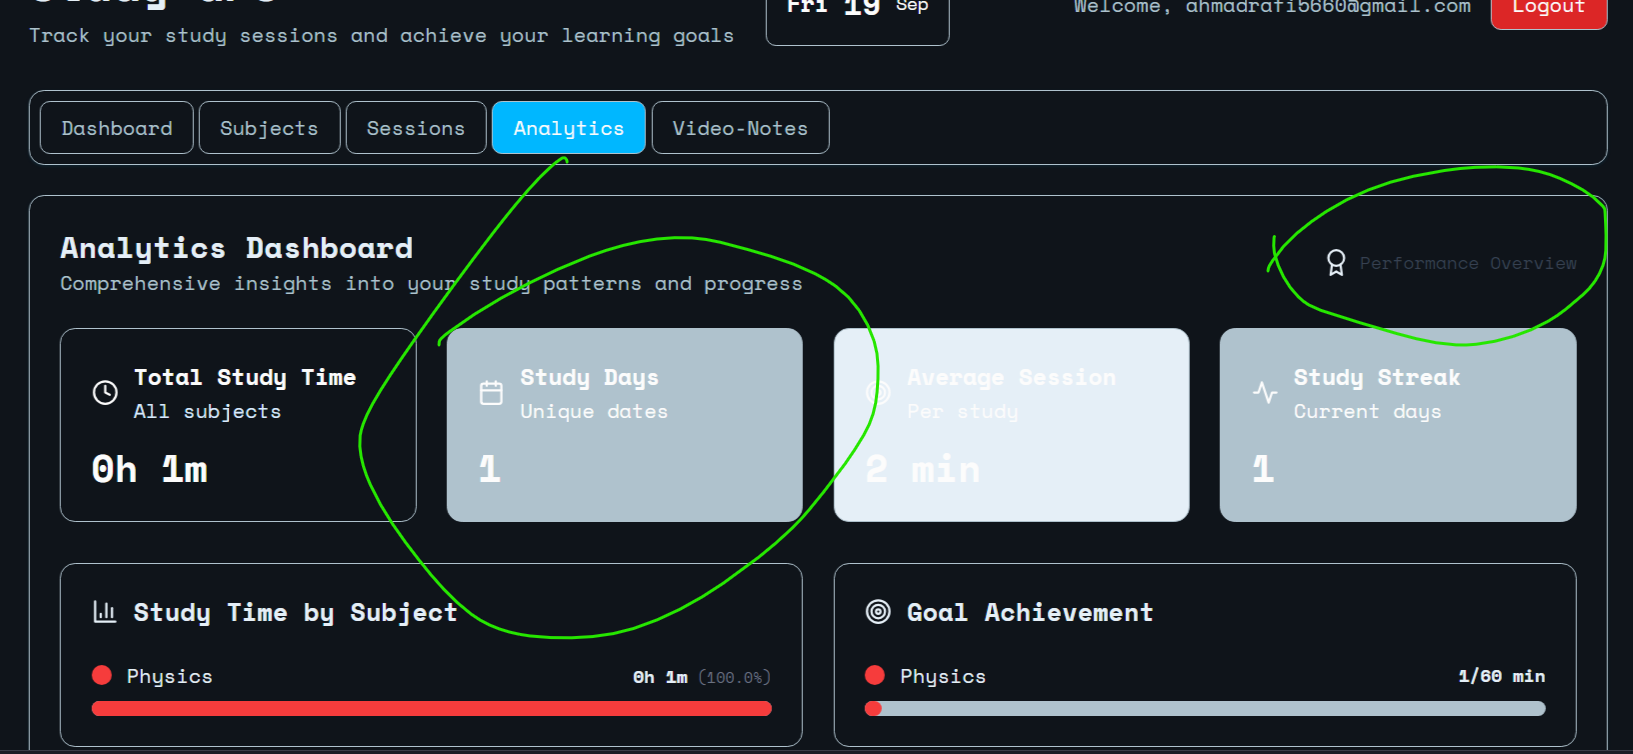 Fri 19 Sep
Welcome, ahmadrafi5660@gmail.com
Logout
Track your study sessions and achieve your learning goals
Dashboard
Subjects
Sessions
Analytics
Video-Notes
Analytics Dashboard
Comprehensive insights into your study patterns and progress
Performance Overview
Total Study Time
All subjects
0h 1m
Study Days
Unique dates
1
Average Session
Per study
2 min
Study Streak
Current days
1
Study Time by Subject
Physics
0h 1m (100.0%)
Goal Achievement
Physics
1/60 min